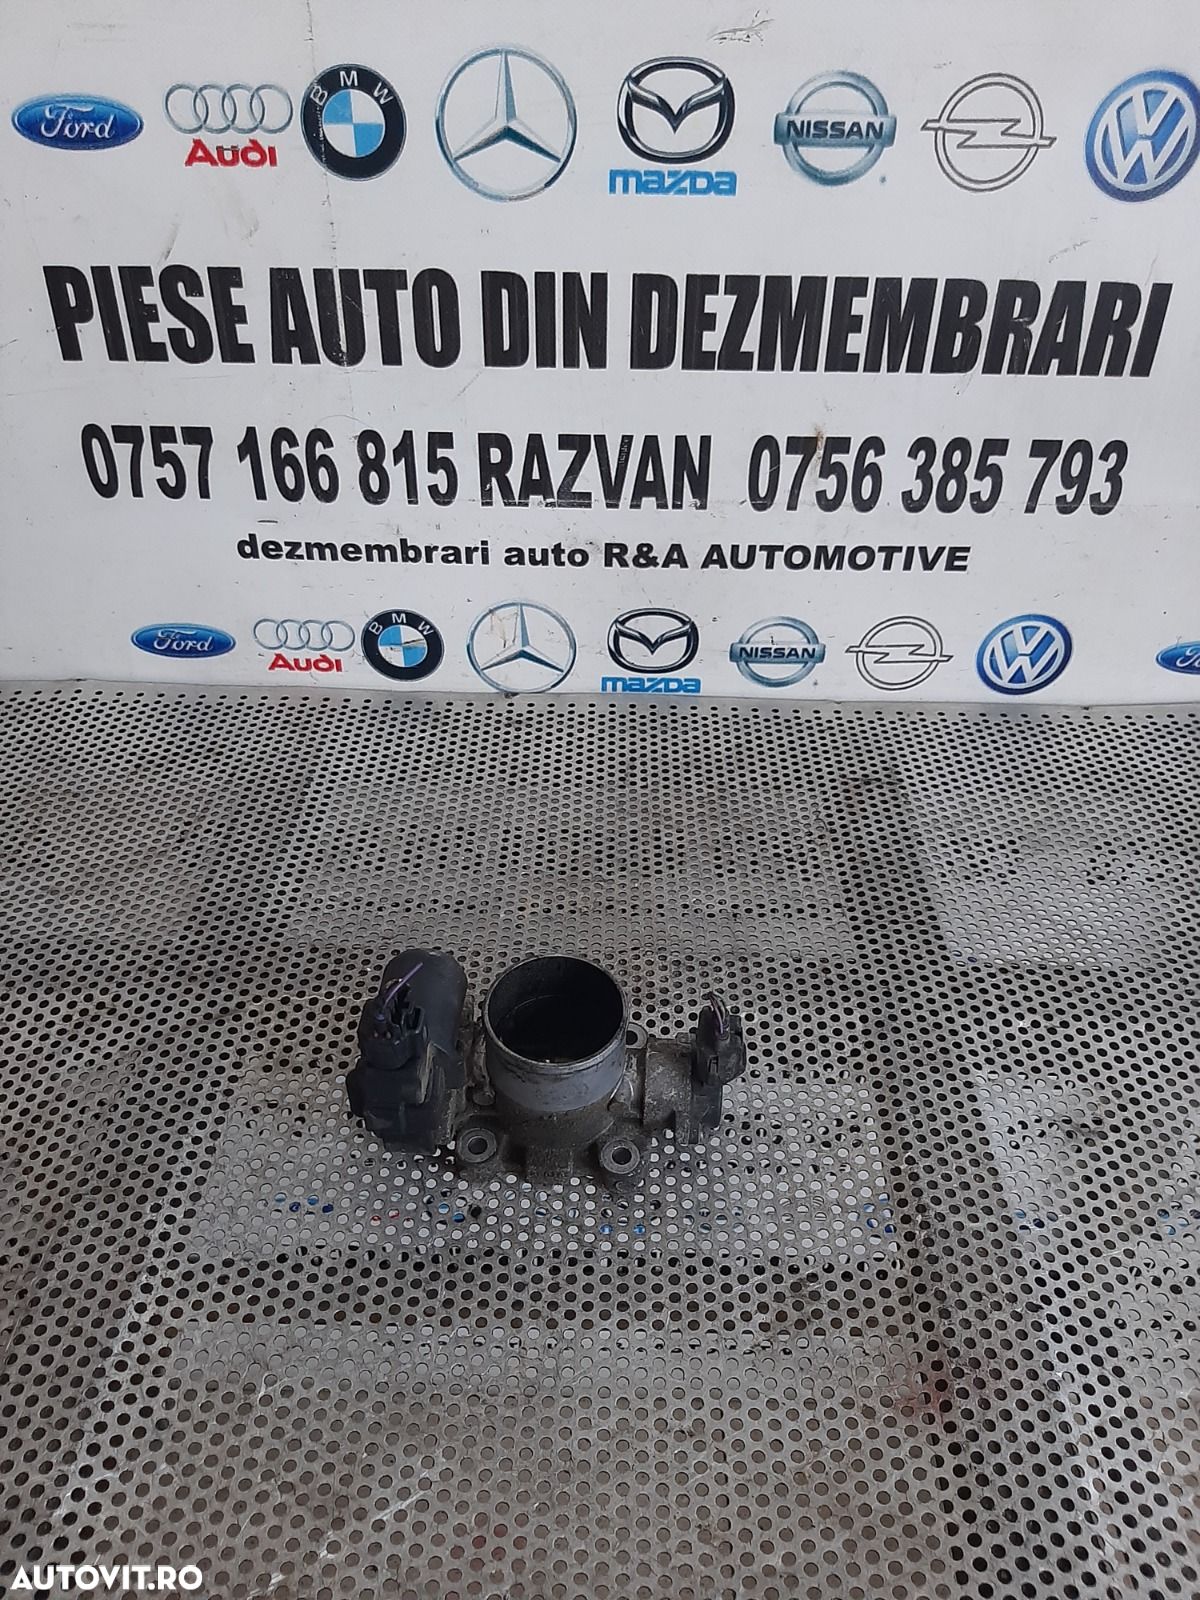 Ford Audi BMW mazda NISSAN
PIESE AUTO DIN DEZMEMBRARI
0757 166 815 RAZVAN 0756 385 793
dezmembrari auto R&A AUTOMOTIVE
Ford Audi BMW mazda NISSAN
AUTOVIT.RO